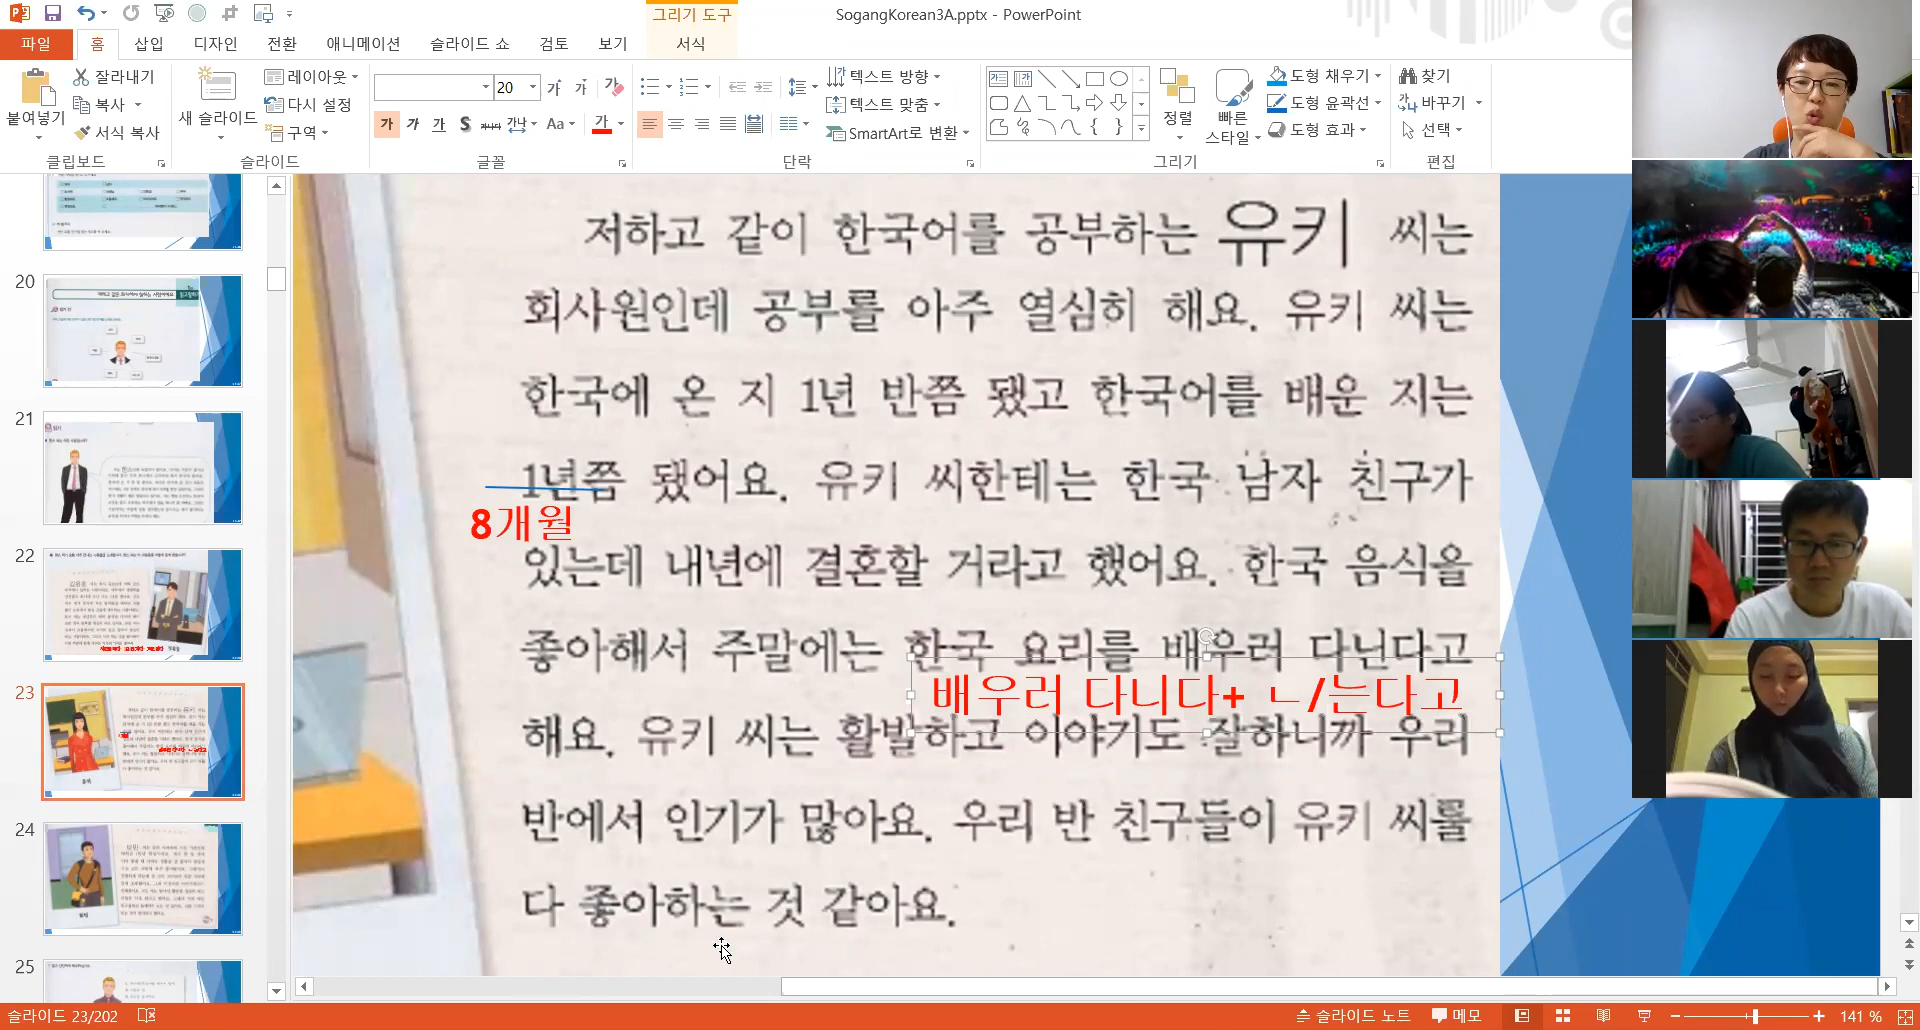 SogangKorean3A.pptx - PowerPoint
그리기 도구
파일 홈 삽입 디자인 전환 애니메이션 슬라이드 쇼 검토 보기 서식
붙여넣기
잘라내기
복사
서식 복사
클립보드
새 슬라이드
레이아웃
다시 설정
구역
슬라이드
20
가 가 가 S 가나다 간낫 Aa 가
글꼴
텍스트 방향
텍스트 맞춤
SmartArt로 변환
단락
정렬
빠른 스타일
도형 채우기
도형 윤곽선
도형 효과
그리기
찾기
바꾸기
선택
편집
20
21
22
23
24
25
저하고 같이 한국어를 공부하는 유키 씨는
회사원인데 공부를 아주 열심히 해요. 유키 씨는
한국에 온 지 1년 반쯤 됐고 한국어를 배운 지는
1년쯤 됐어요. 유키 씨한테는 한국 남자 친구가
8개월
있는데 내년에 결혼할 거라고 했어요. 한국 음식을
좋아해서 주말에는 한국 요리를 배우러 다닌다고
배우러 다니다+ ㄴ/는다고
해요. 유키 씨는 활발하고 이야기도 잘하니까 우리
반에서 인기가 많아요. 우리 반 친구들이 유키 씨를
다 좋아하는 것 같아요.
슬라이드 23/202
슬라이드 노트 메모 141 %